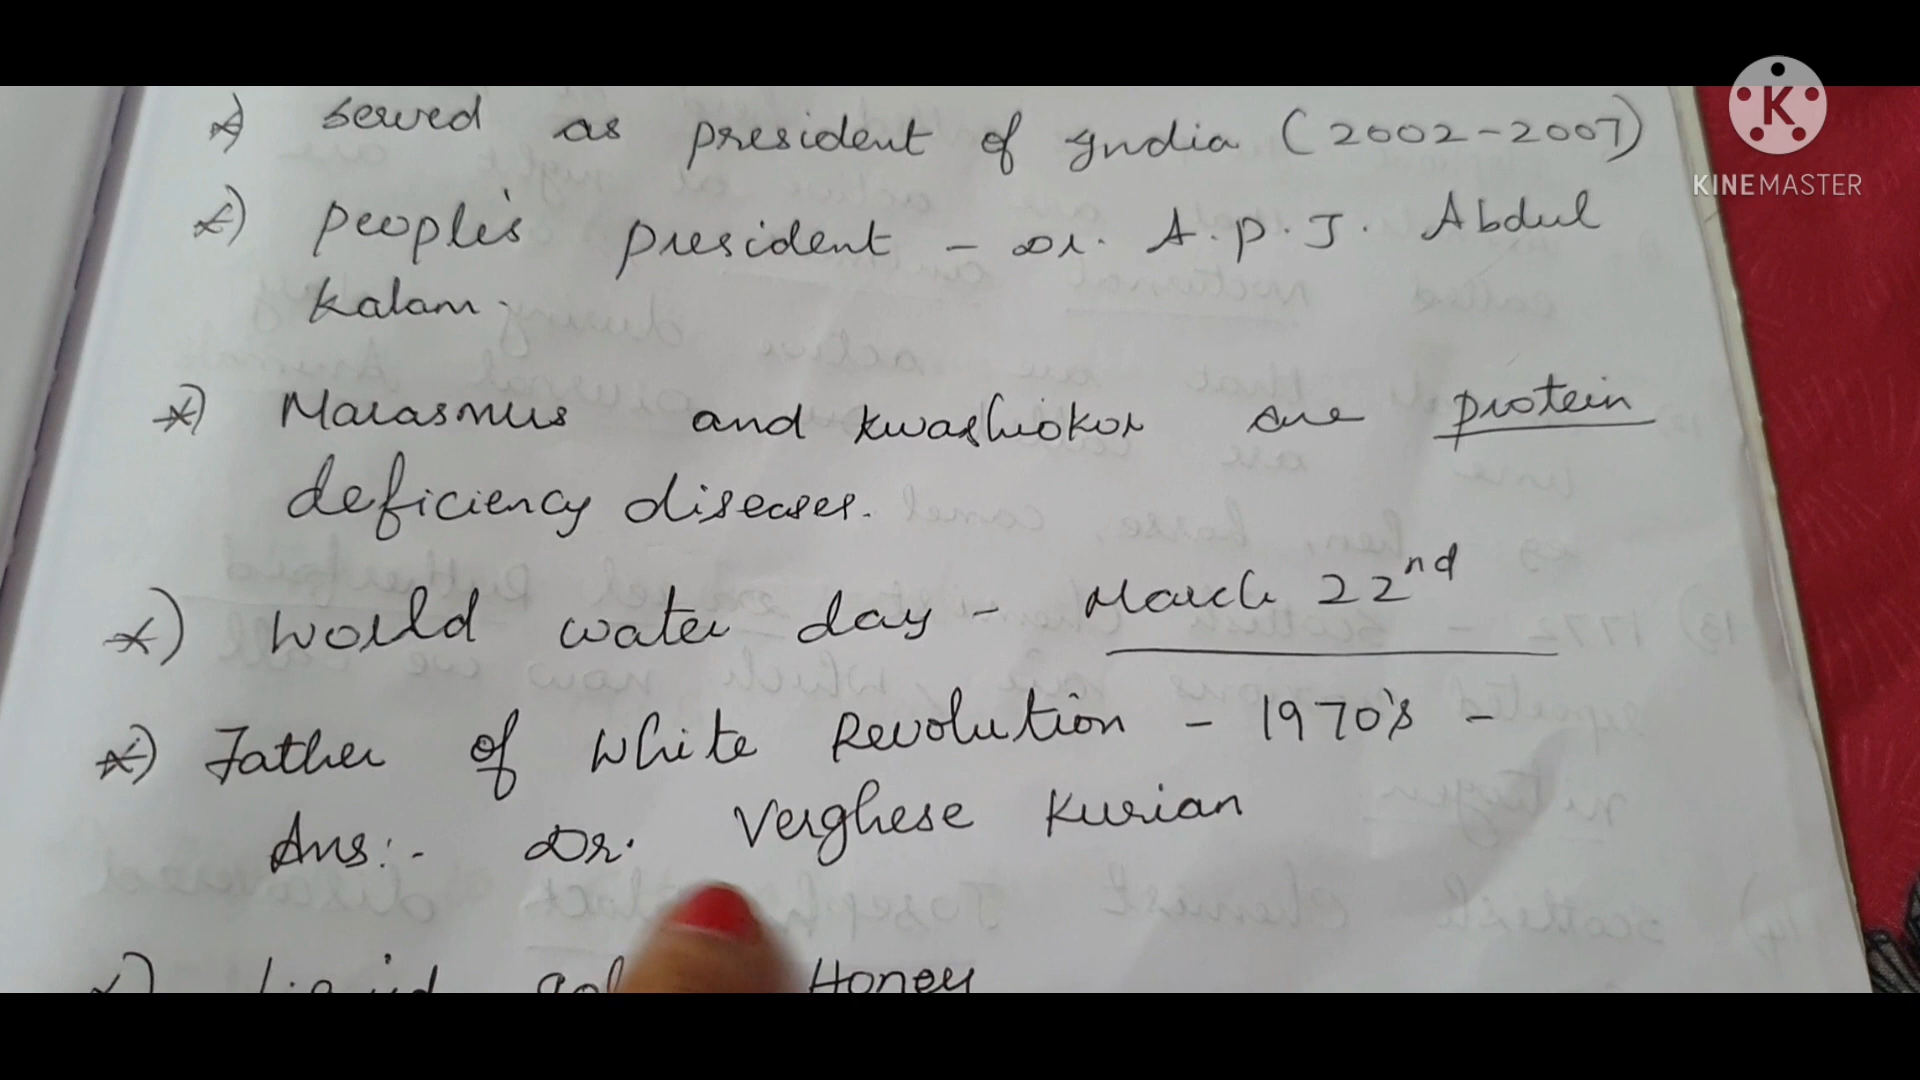 served as president of India (2002-2007)
people's president - Dr. A.P.J. Abdul
Kalam.
Marasmus and kwashiokor are protein
deficiency diseases.
World water day - March 22nd
Father of White Revolution - 1970's -
Ans:- Dr. Verghese Kurian
Liquid Honey
K
KINEMASTER